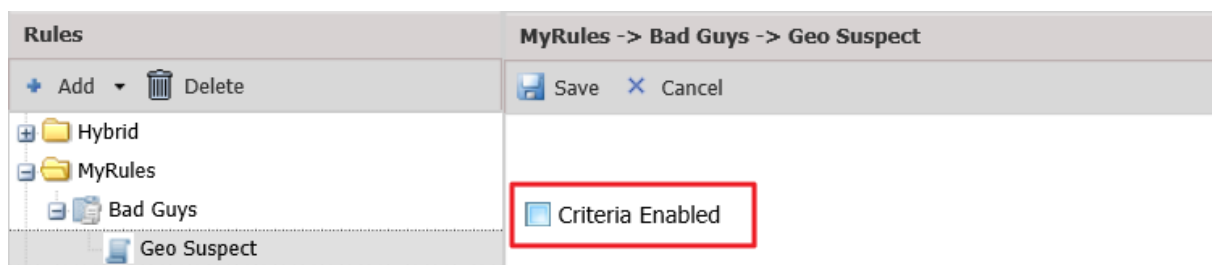 Rules
MyRules -> Bad Guys -> Geo Suspect
Add Delete
Save Cancel
Hybrid
MyRules
Bad Guys
Geo Suspect
Criteria Enabled